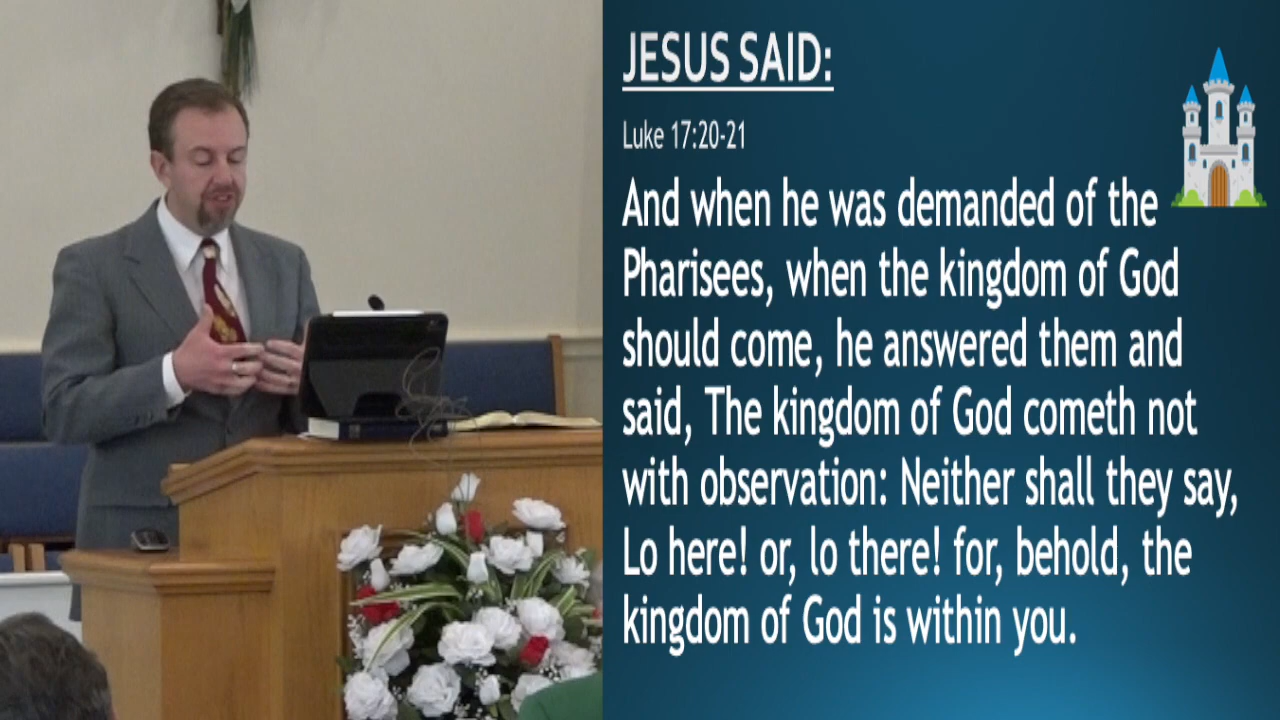 JESUS SAID:
Luke 17:20-21
And when he was demanded of the
Pharisees, when the kingdom of God
should come, he answered them and
said, The kingdom of God cometh not
with observation: Neither shall they say,
Lo here! or, lo there! for, behold, the
kingdom of God is within you.